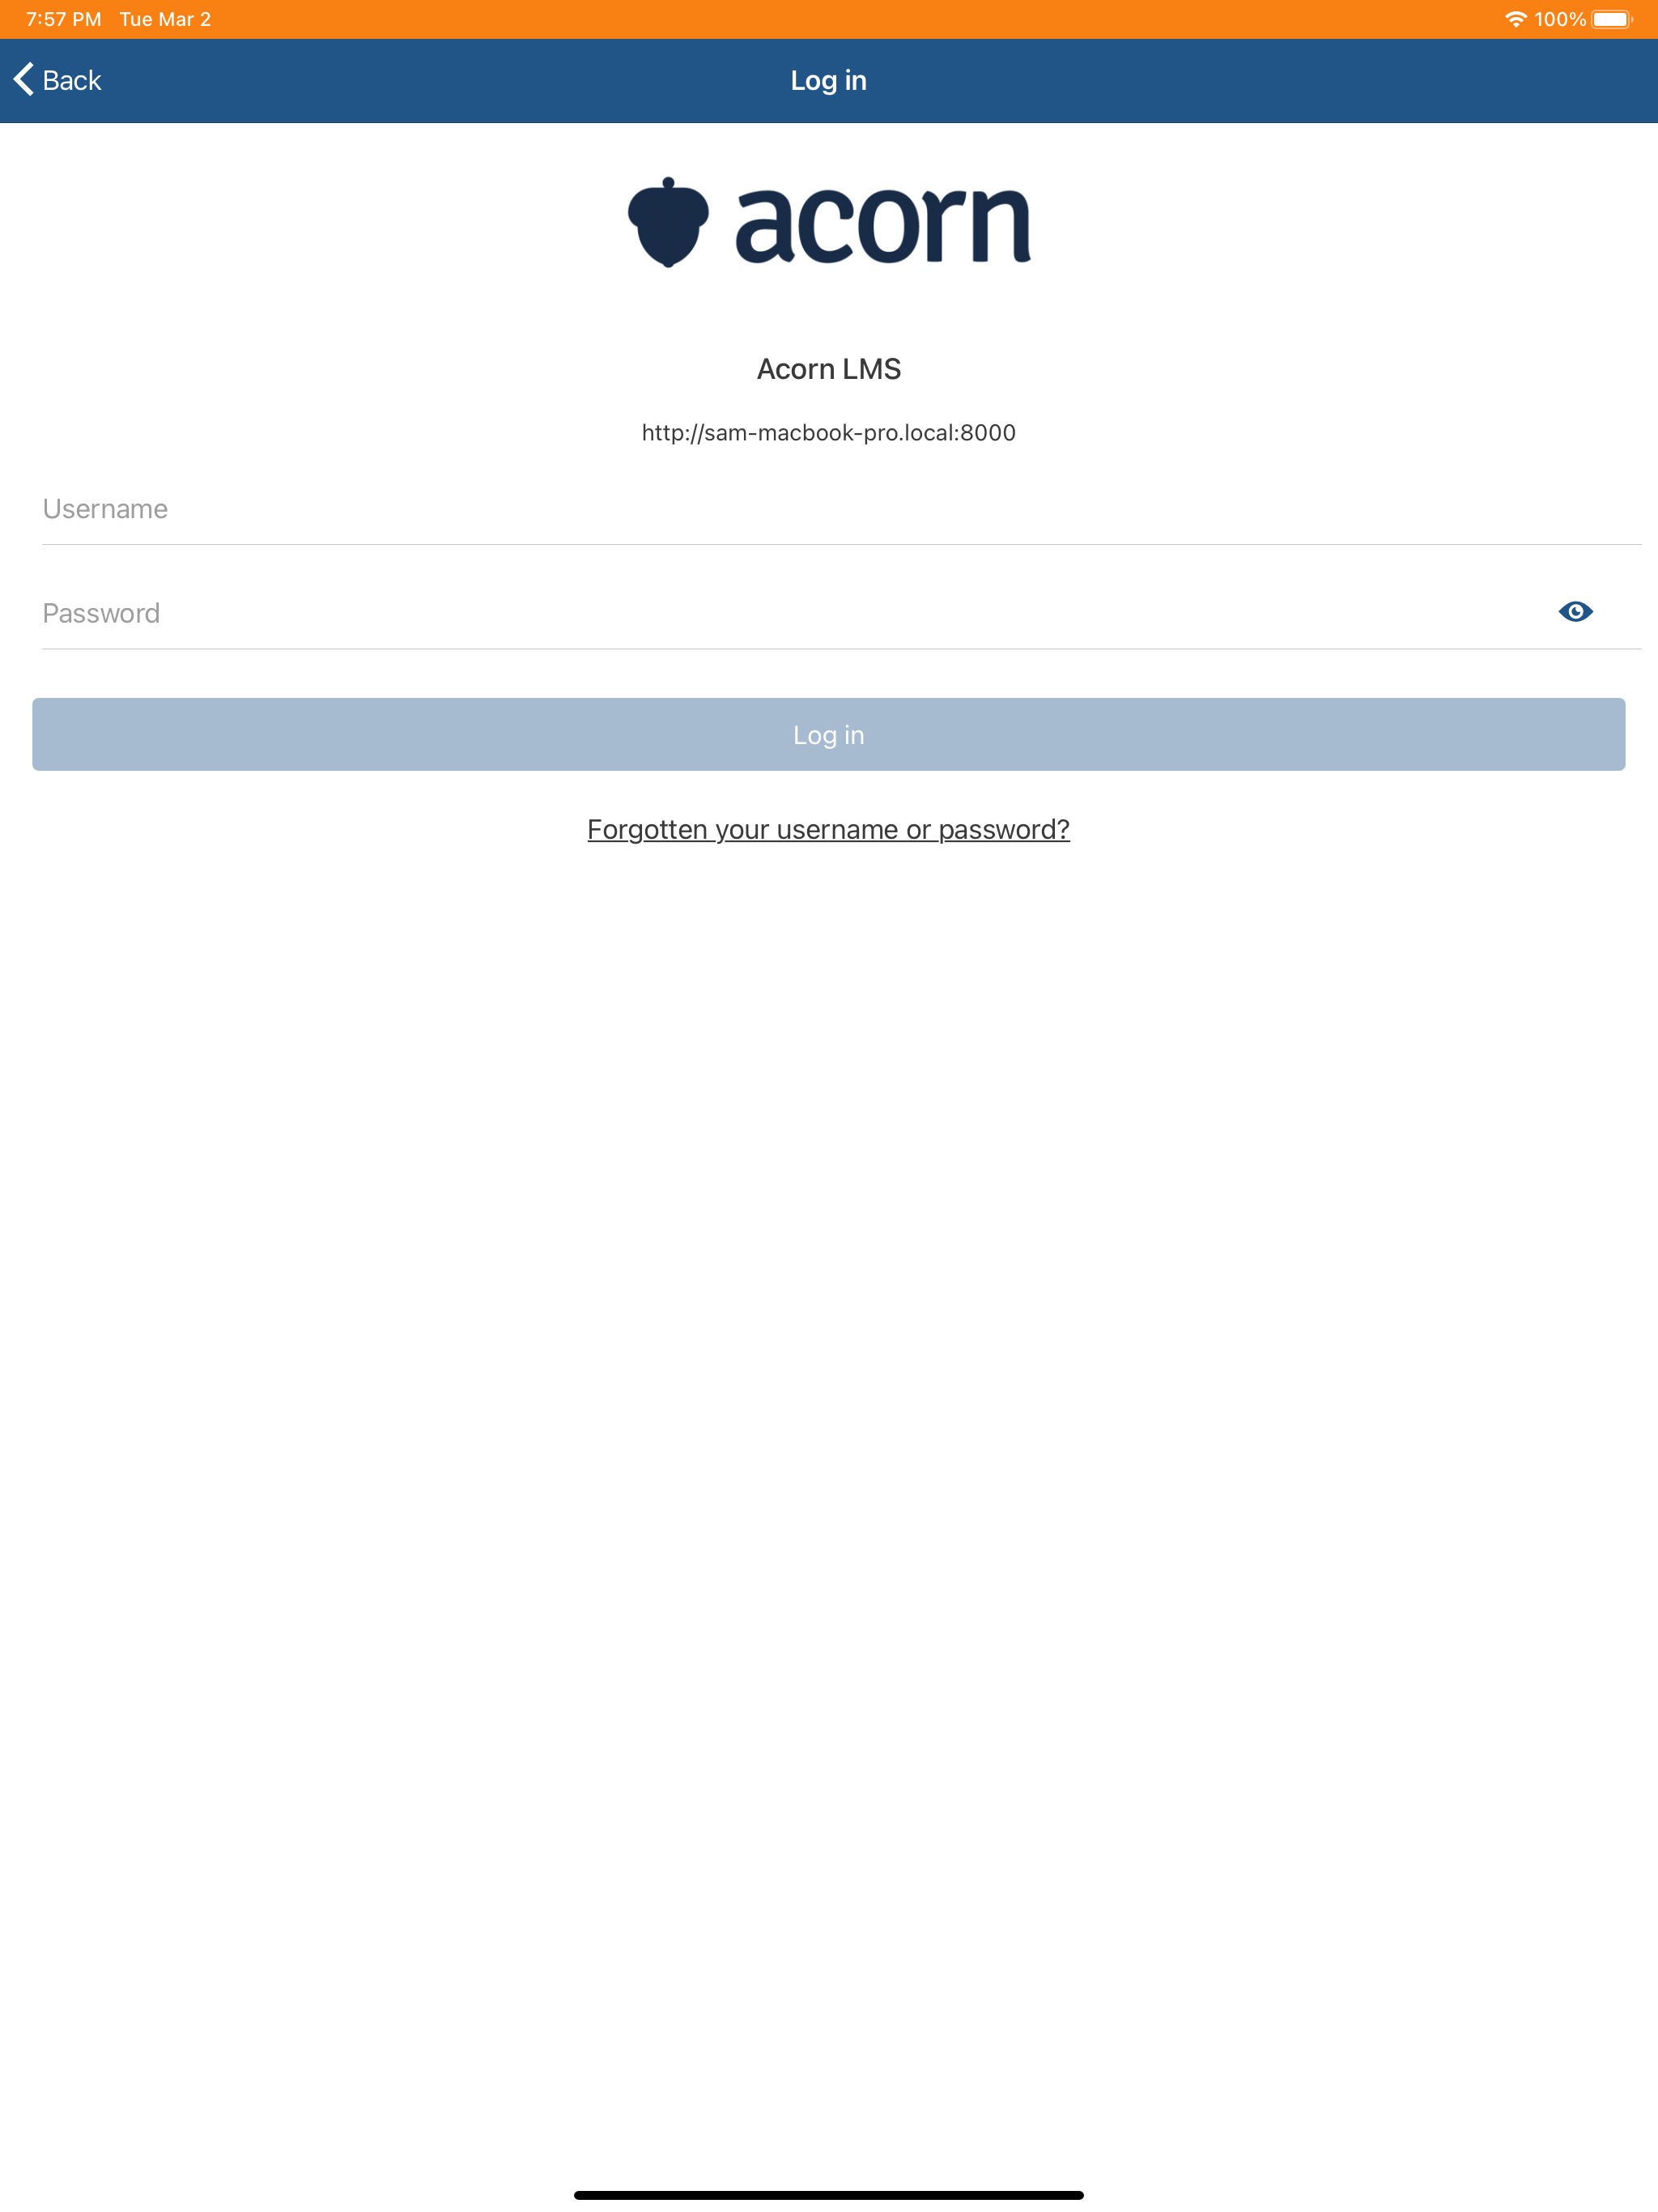 7:57 PM Tue Mar 2 100%
Back Log in
acorn
Acorn LMS
http://sam-macbook-pro.local:8000
Username
Password
Log in
Forgotten your username or password?